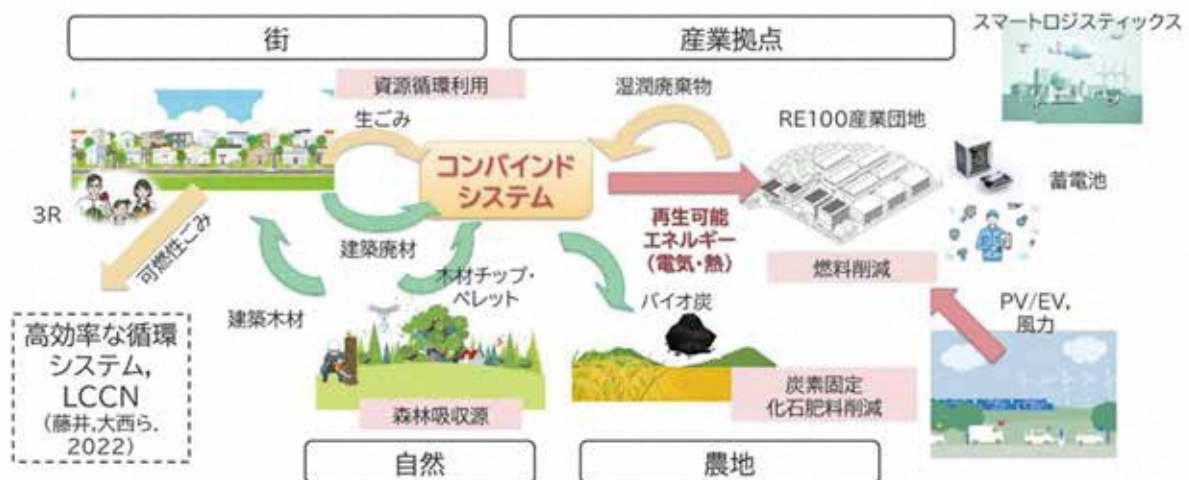 街
産業拠点
スマートロジスティックス
資源循環利用
生ごみ
湿潤廃棄物
RE100産業団地
コンバインド
システム
蓄電池
3R
可燃性ごみ
建築廃材
再生可能
エネルギー
(電気・熱)
燃料削減
木材チップ・
ペレット
バイオ炭
PV/EV,
風力
建築木材
高効率な循環
システム,
LCCN
(藤井,大西ら,
2022)
炭素固定
化石肥料削減
森林吸収源
自然
農地